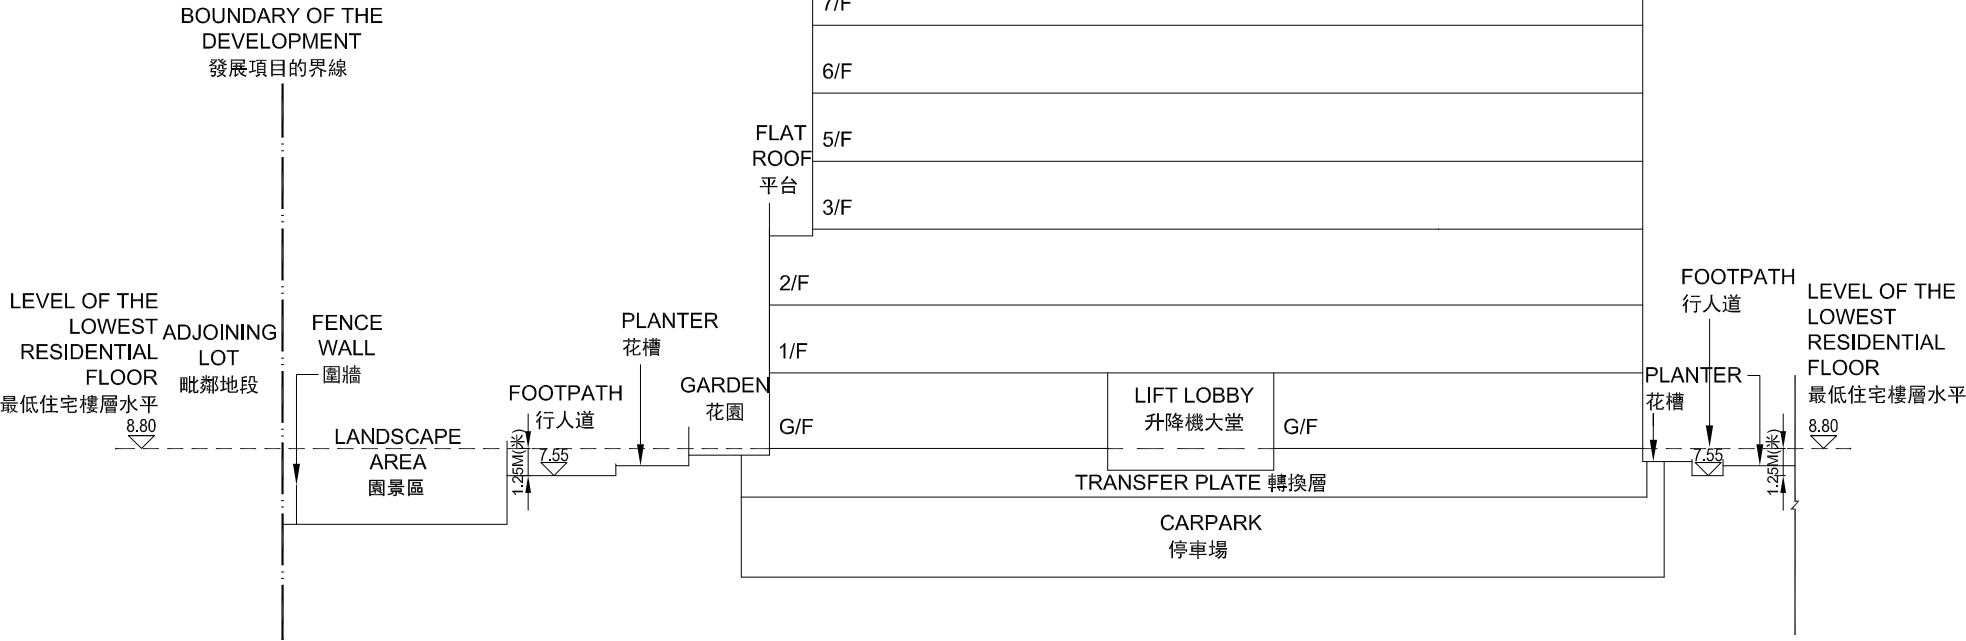 7/F
BOUNDARY OF THE
DEVELOPMENT
發展項目的界線
6/F
FLAT
ROOF
平台
5/F
3/F
2/F
1/F
G/F
LIFT LOBBY
升降機大堂
G/F
LEVEL OF THE
LOWEST
RESIDENTIAL
FLOOR
最低住宅樓層水平
8.80
ADJOINING
LOT
毗鄰地段
FENCE
WALL
圍牆
LANDSCAPE
AREA
園景區
FOOTPATH
行人道
1.25M(米)
7.55
PLANTER
花槽
GARDEN
花園
TRANSFER PLATE 轉換層
CARPARK
停車場
PLANTER
花槽
FOOTPATH
行人道
7.55
1.25M(米)
LEVEL OF THE
LOWEST
RESIDENTIAL
FLOOR
最低住宅樓層水平
8.80